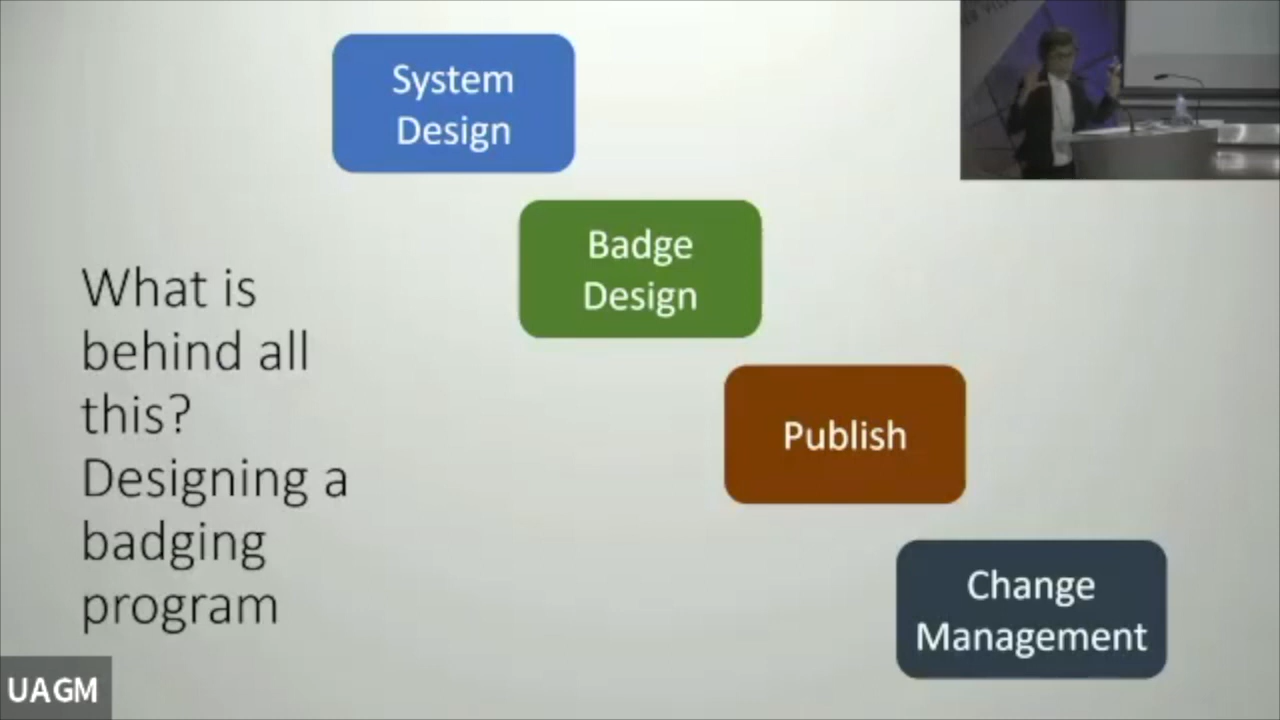 System
Design
Badge
Design
What is
behind all
this?
Designing a
badging
program
Publish
Change
Management
UAGM